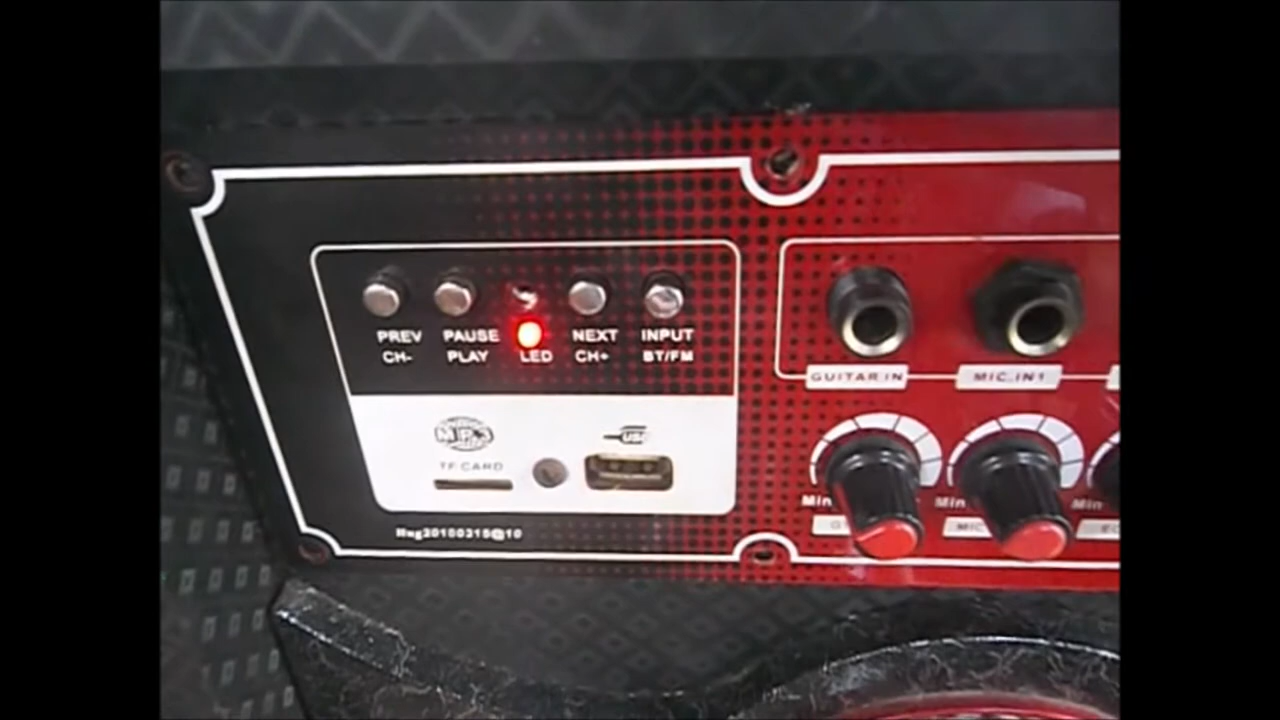 PREV PAUSE NEXT INPUT
CH- PLAY LED CH+ BT/FM
GUITAR.IN MIC.IN1
MP3 USB
TF CARD
Min Min Min
MIC